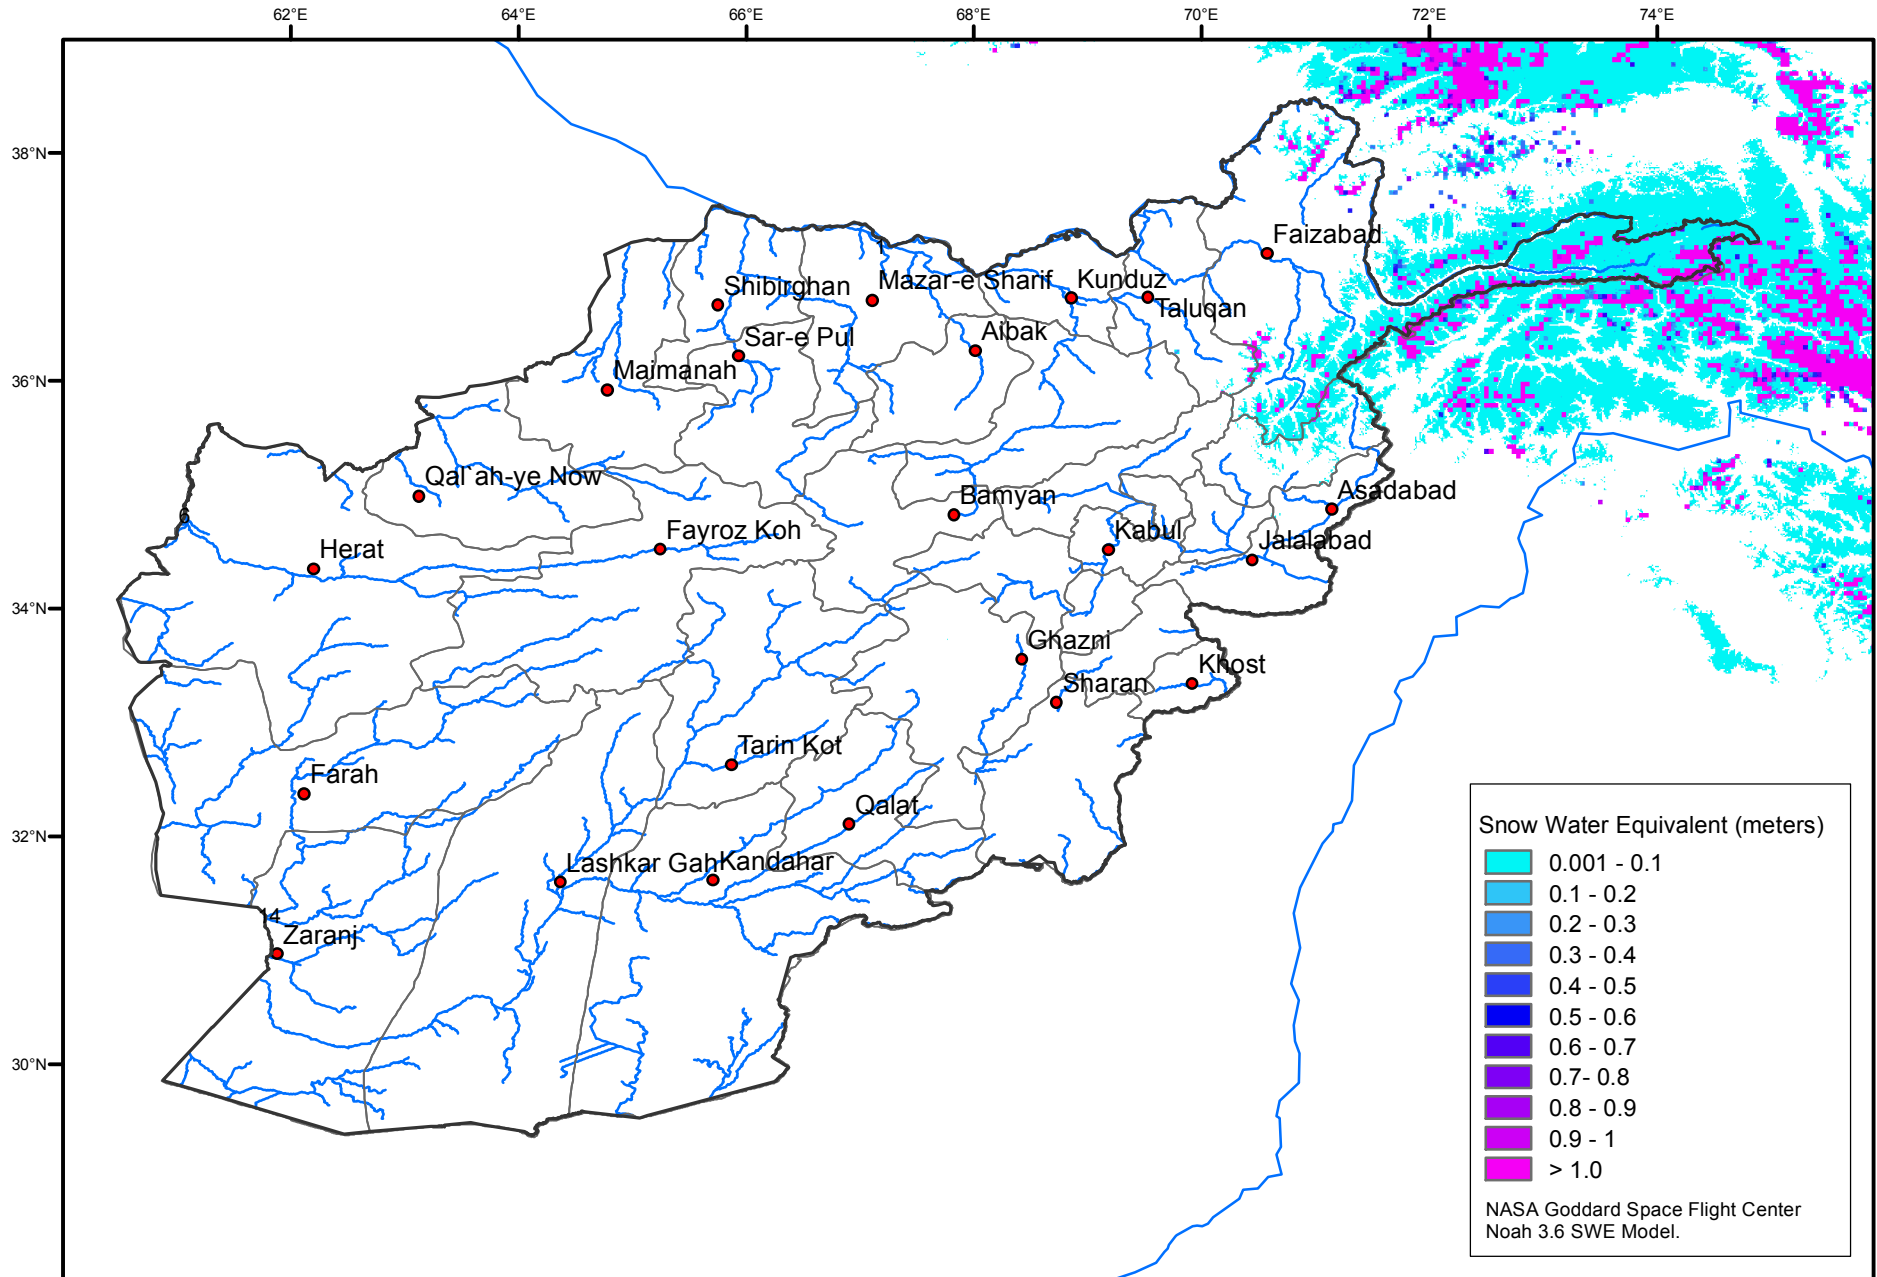 62°E 64°E 66°E 68°E 70°E 72°E 74°E
38°N
36°N
34°N
32°N
30°N
Faizabad
1
Shibirghan
Mazar-e Sharif
Kunduz
Taluqan
Sar-e Pul
Aibak
Maimanah
Qal`ah-ye Now
Bamyan
Asadabad
6
Fayroz Koh
Kabul
Jalalabad
Herat
Ghazni
Khost
Sharan
Tarin Kot
Farah
Qalat
Lashkar Gah
Kandahar
14
Zaranj
Snow Water Equivalent (meters)
0.001 - 0.1
0.1 - 0.2
0.2 - 0.3
0.3 - 0.4
0.4 - 0.5
0.5 - 0.6
0.6 - 0.7
0.7- 0.8
0.8 - 0.9
0.9 - 1
> 1.0
NASA Goddard Space Flight Center
Noah 3.6 SWE Model.